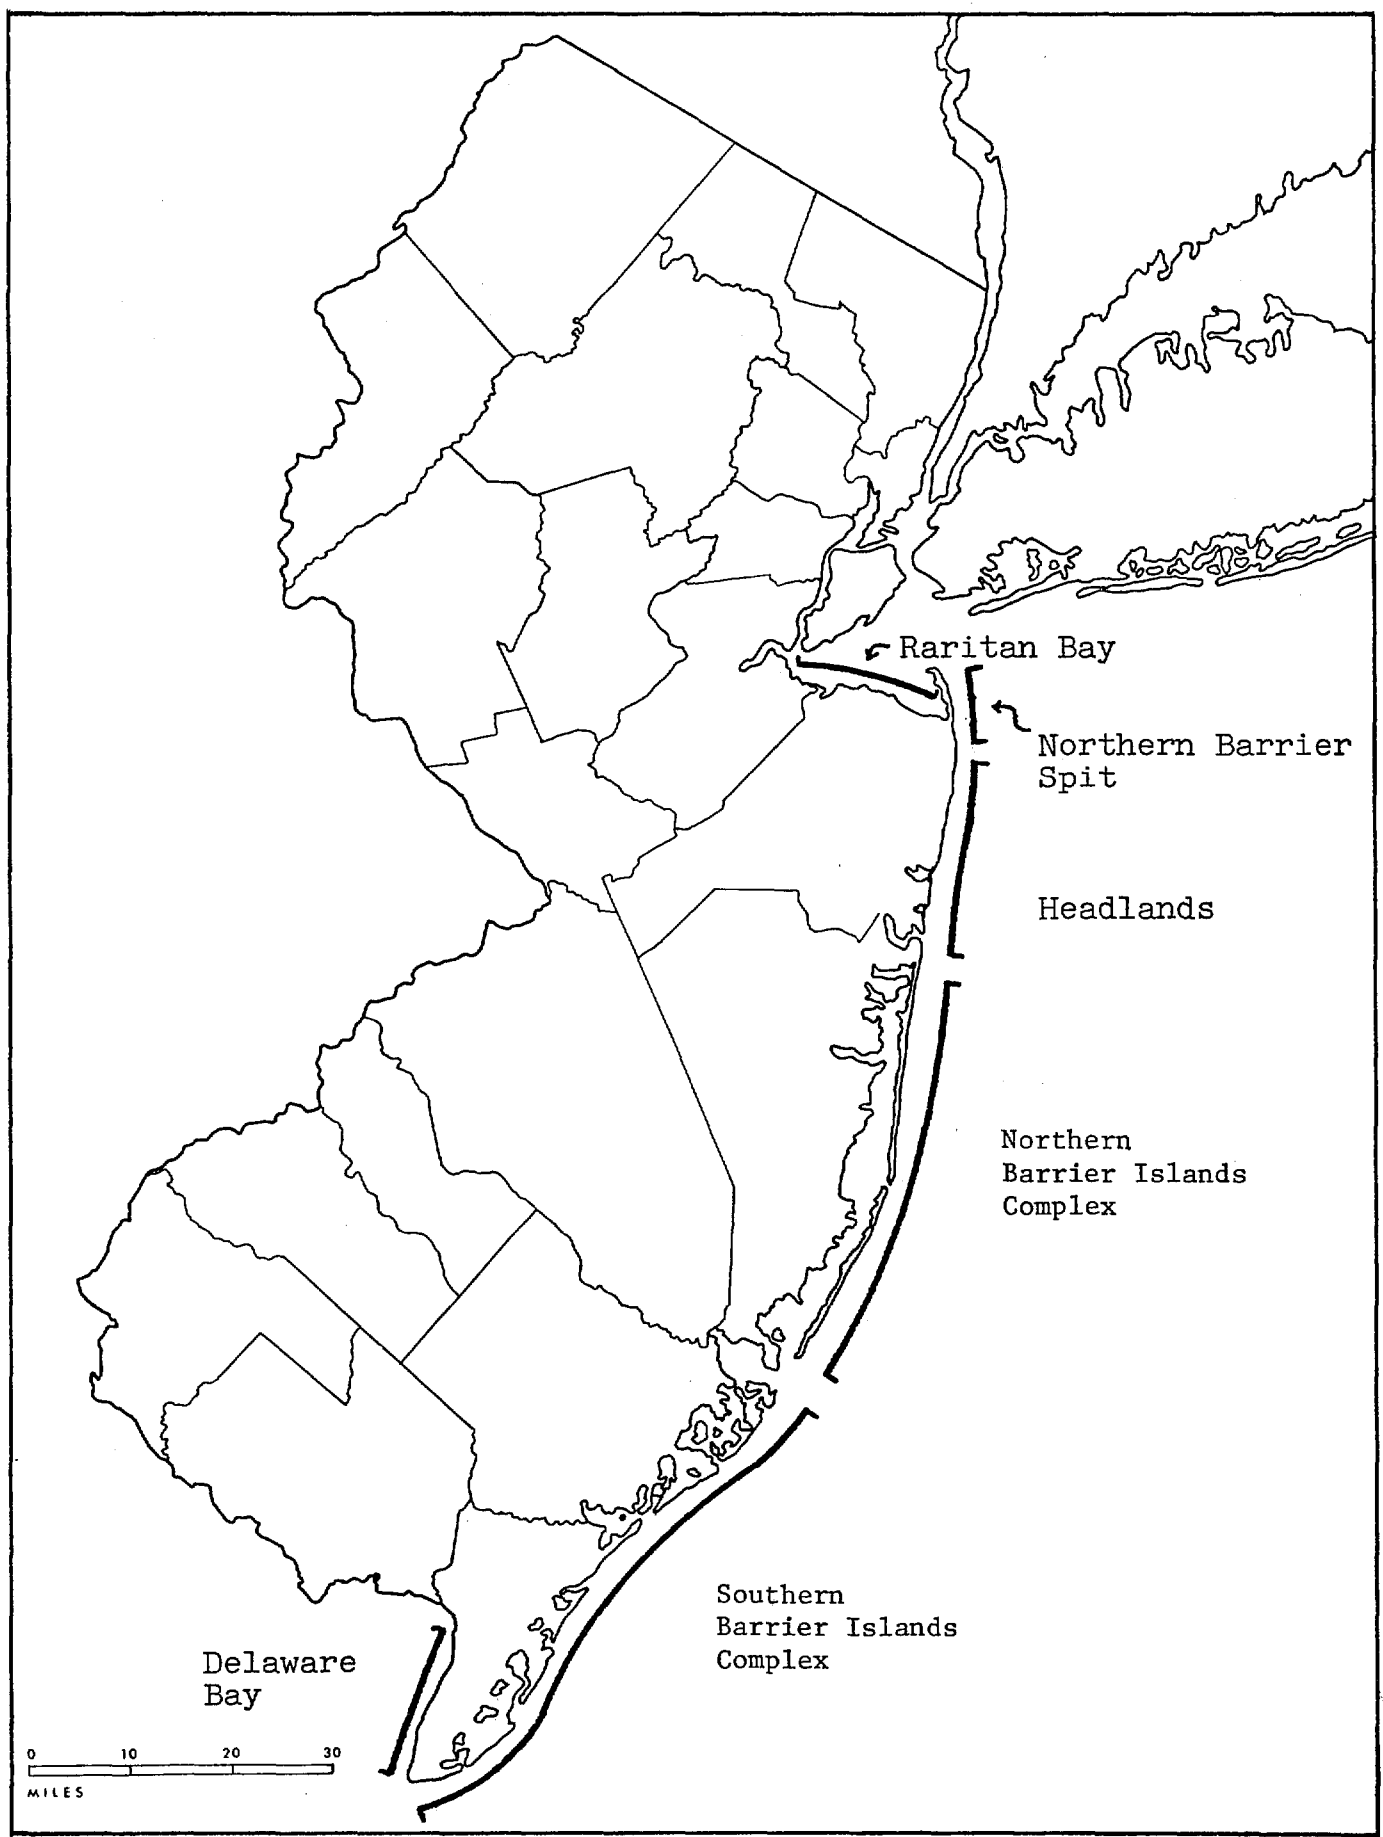 Raritan Bay
Northern Barrier
Spit
Headlands
Northern
Barrier Islands
Complex
Southern
Barrier Islands
Complex
Delaware
Bay
0 10 20 30
MILES